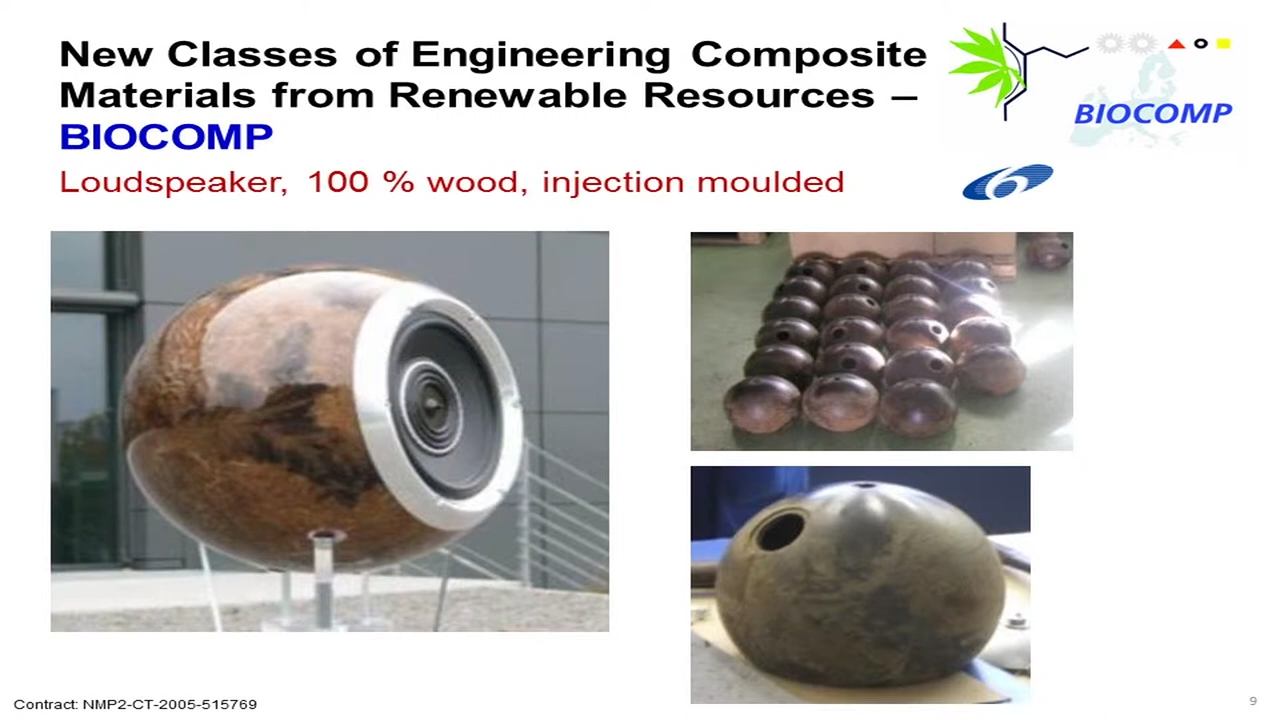 New Classes of Engineering Composite
Materials from Renewable Resources –
BIOCOMP
Loudspeaker, 100 % wood, injection moulded
BIOCOMP
6
Contract: NMP2-CT-2005-515769
9